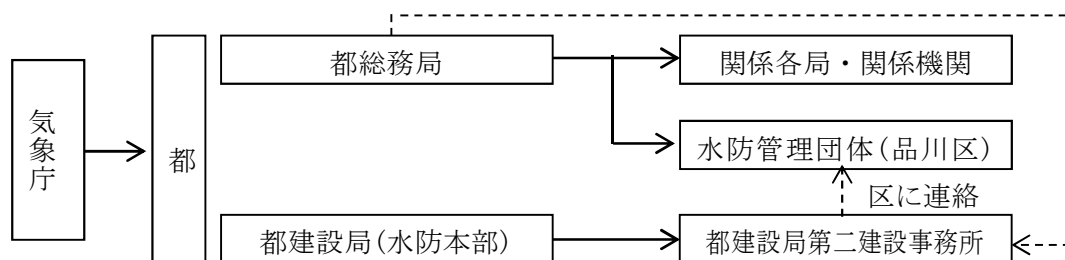 気象庁
都
都総務局
関係各局・関係機関
水防管理団体(品川区)
区に連絡
都建設局(水防本部)
都建設局第二建設事務所